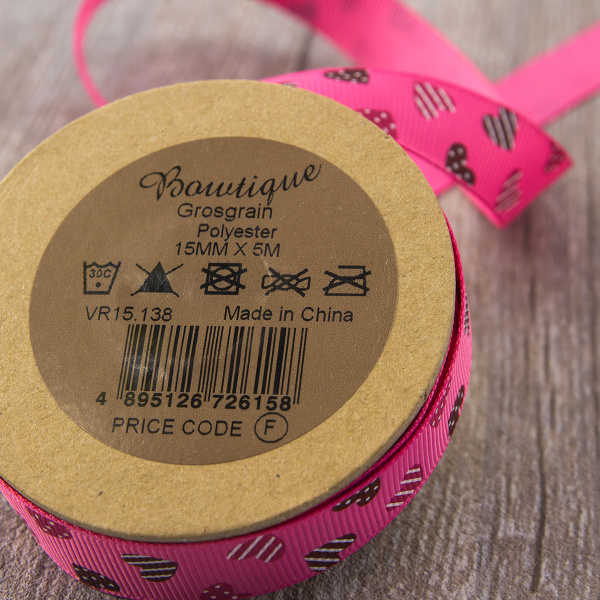 Bowtique
Grosgrain
Polyester
15MM X 5M
30C
VR15.138 Made in China
4 895126 726158
PRICE CODE F